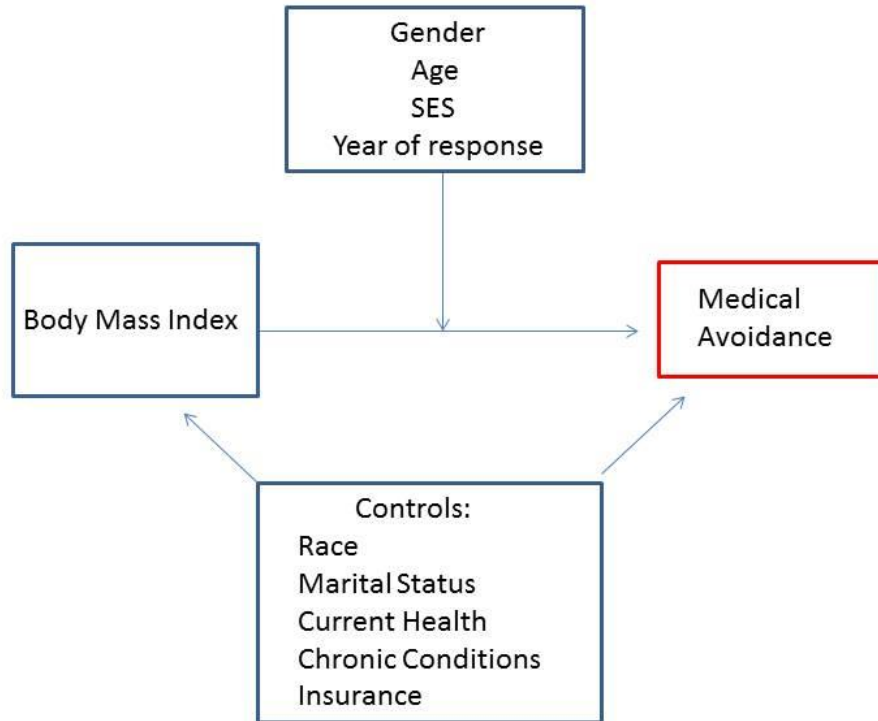 Gender
Age
SES
Year of response
Body Mass Index
Medical
Avoidance
Controls:
Race
Marital Status
Current Health
Chronic Conditions
Insurance